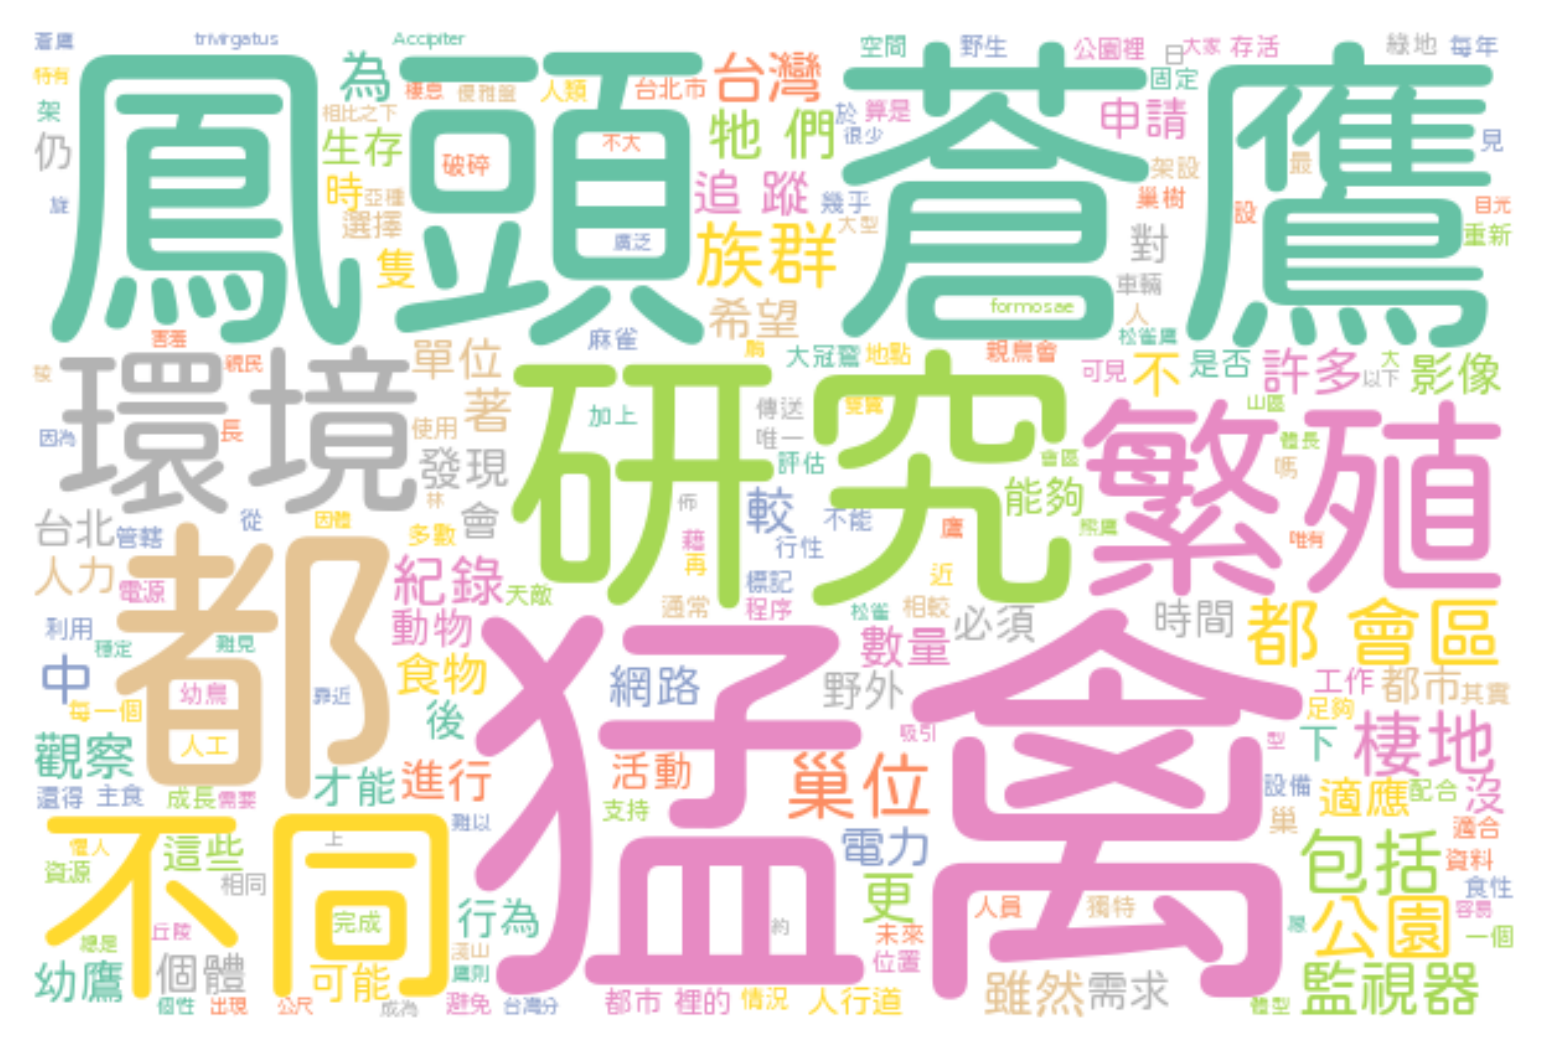 蒼鷹
trivirgatus
Accipiter
鳳頭蒼鷹
為
台灣
空間
野生
公園裡
日
大家
存活
綠地
每年
特有
棲息
優雅盤
人類
台北市
固定
架
相比之下
於
算是
申請
仍
生存
破碎
不大
牠 們
很少
架設
最
見
時
亞種
追 蹤
幾乎
巢樹
設
目光
旋
選擇
廣泛
大型
對
重新
隻
族群
車輛
formosae
人
希望
害羞
麻雀
松雀鷹
環境
親民
單位
鵂
大冠鷲
地點
親鳥會
可見
不
是否
許多
大
以下
影像
稜
著
加上
傳送
雙翼
山區
因為
長
使用
研究
唯一
繁殖
體長
發現
評估
會區
嗎
林
佈
能夠
台北
管轄
從
因體
多數
會
較
不能
鷹
熊鷹
藉
行性
唯有
人力
電源
紀錄
天敵
再
標記
近
都
通常
程序
松雀
相較
必須
時間
都 會區
利用
穩定
難見
動物
猛禽
數量
中
幼鳥
靠近
食物
網路
野外
工作
都市
其實
每一個
後
足夠
人工
吸引
型
下
棲地
觀察
才能
進行
活動
巢位
設備
適應
配合
沒
還得
主食
成長
需要
支持
巢
不同
上
難以
電力
適合
懼人
這些
包括
資料
資源
相同
更
食性
完成
行為
約
人員
獨特
公園
容易
總是
丘陵
淺山
未來
一個
幼鷹
個體
可能
鷹則
位置
雖然
需求
監視器
個性
出現
公尺
成為
避免
台灣分
都市 裡的
情況
人行道
體型